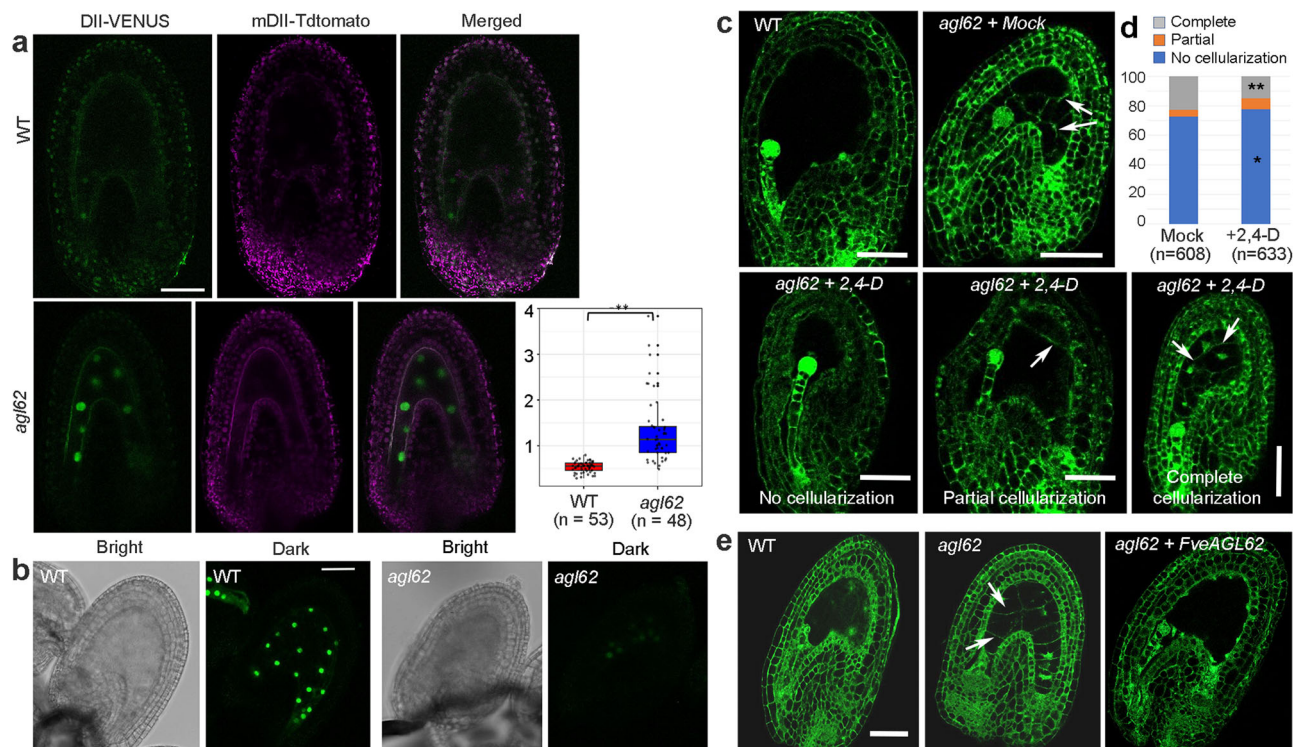 a
DII-VENUS
mDII-Tdtomato
Merged
WT
agl62
4
3
2
1
**
WT
(n = 53)
agl62
(n = 48)
b
Bright
Dark
Bright
Dark
WT
WT
agl62
agl62
c
WT
agl62 + Mock
agl62 + 2,4-D
No cellularization
agl62 + 2,4-D
Partial cellularization
agl62 + 2,4-D
Complete
cellularization
d
Complete
Partial
No cellularization
100
80
60
40
20
0
**
*
Mock
(n=608)
+2,4-D
(n=633)
e
WT
agl62
agl62 + FveAGL62